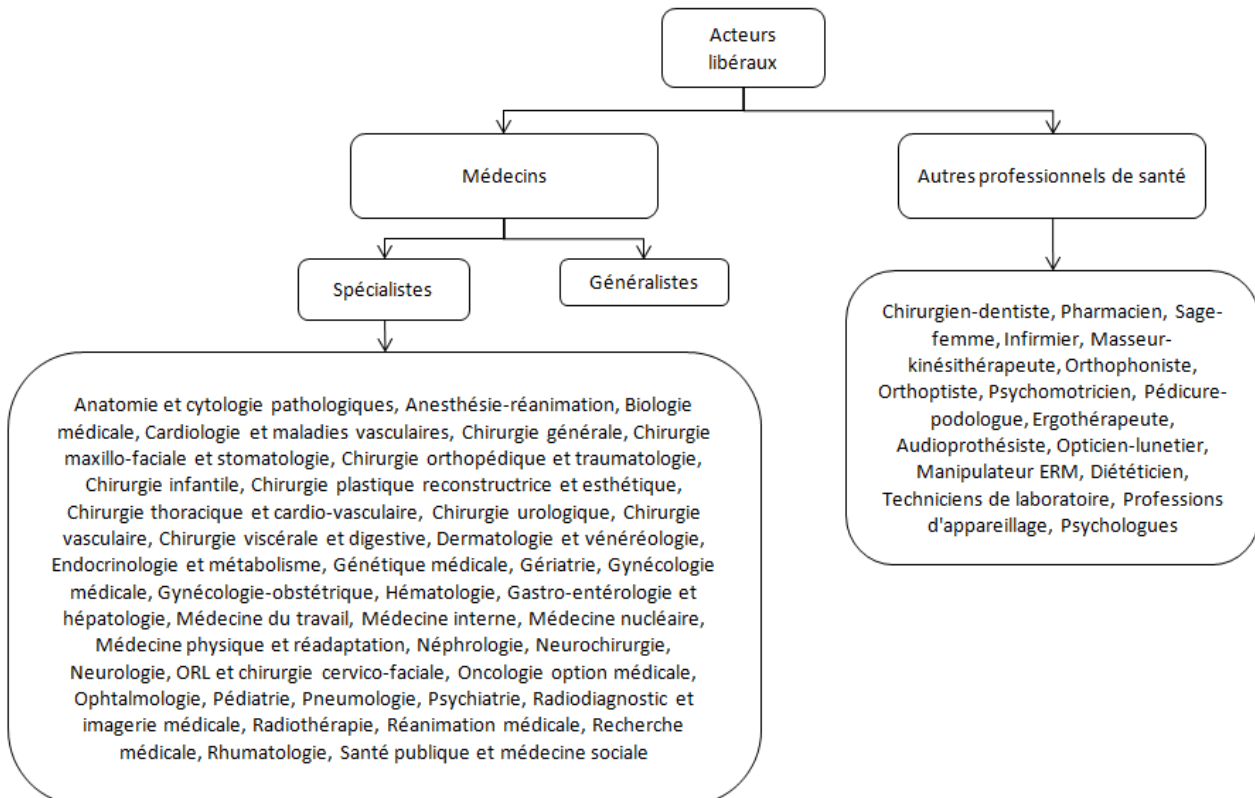 Acteurs
libéraux
Médecins
Autres professionnels de santé
Spécialistes
Généralistes
Chirurgien-dentiste, Pharmacien, Sage-
femme, Infirmier, Masseur-
kinésithérapeute, Orthophoniste,
Orthoptiste, Psychomotricien, Pédicure-
podologue, Ergothérapeute,
Audioprothésiste, Opticien-lunetier,
Manipulateur ERM, Diététicien,
Techniciens de laboratoire, Professions
d'appareillage, Psychologues
Anatomie et cytologie pathologiques, Anesthésie-réanimation, Biologie
médicale, Cardiologie et maladies vasculaires, Chirurgie générale, Chirurgie
maxillo-faciale et stomatologie, Chirurgie orthopédique et traumatologie,
Chirurgie infantile, Chirurgie plastique reconstructrice et esthétique,
Chirurgie thoracique et cardio-vasculaire, Chirurgie urologique, Chirurgie
vasculaire, Chirurgie viscérale et digestive, Dermatologie et vénéréologie,
Endocrinologie et métabolisme, Génétique médicale, Gériatrie, Gynécologie
médicale, Gynécologie-obstétrique, Hématologie, Gastro-entérologie et
hépatologie, Médecine du travail, Médecine interne, Médecine nucléaire,
Médecine physique et réadaptation, Néphrologie, Neurochirurgie,
Neurologie, ORL et chirurgie cervico-faciale, Oncologie option médicale,
Ophtalmologie, Pédiatrie, Pneumologie, Psychiatrie, Radiodiagnostic et
imagerie médicale, Radiothérapie, Réanimation médicale, Recherche
médicale, Rhumatologie, Santé publique et médecine sociale